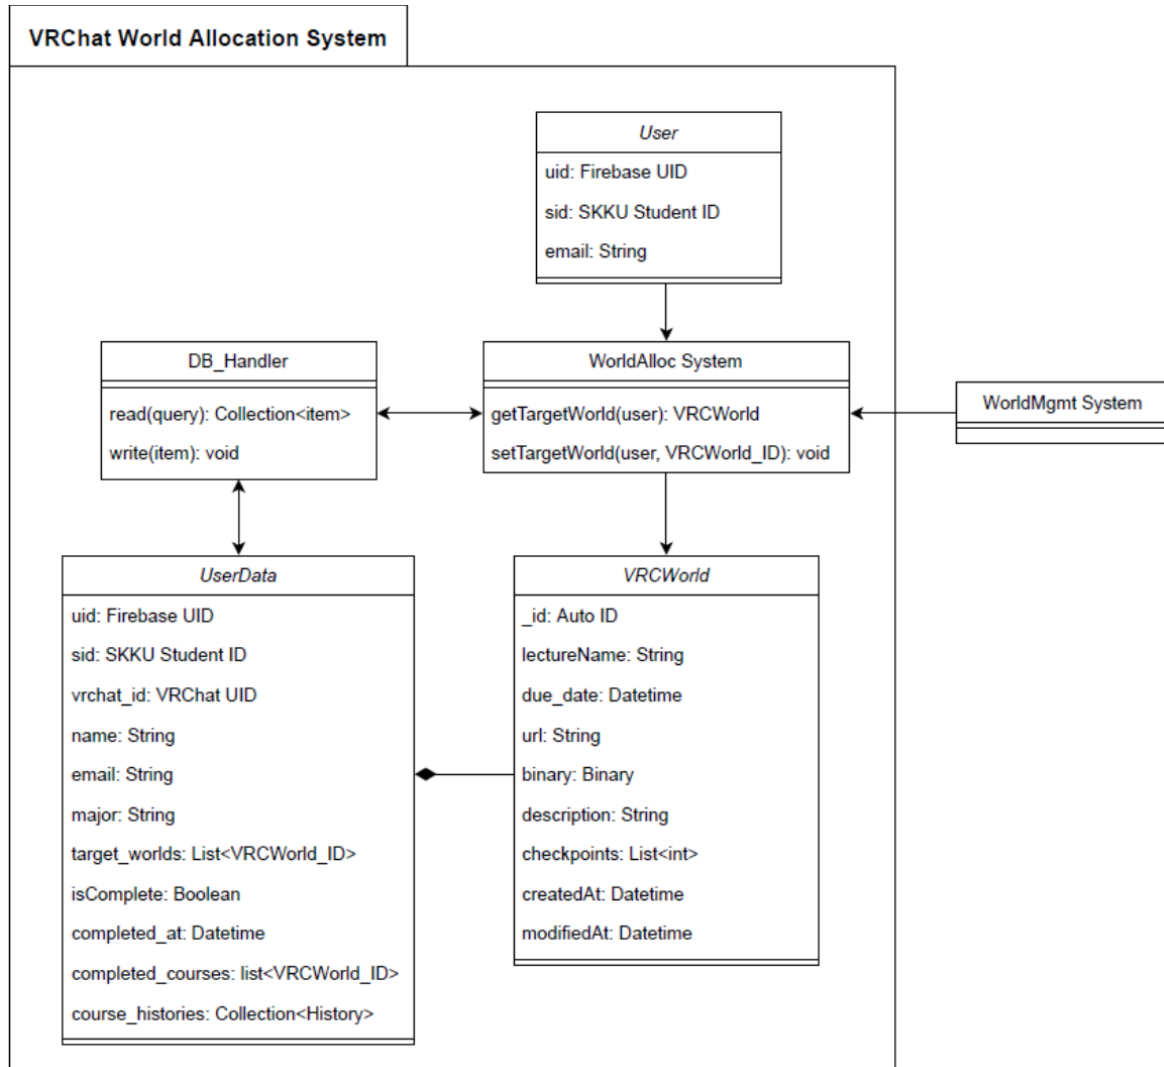 VRChat World Allocation System
User
uid: Firebase UID
sid: SKKU Student ID
email: String
DB_Handler
read(query): Collection<item>
write(item): void
WorldAlloc System
getTargetWorld(user): VRCWorld
setTargetWorld(user, VRCWorld_ID): void
WorldMgmt System
UserData
uid: Firebase UID
sid: SKKU Student ID
vrchat_id: VRChat UID
name: String
email: String
major: String
target_worlds: List<VRCWorld_ID>
isComplete: Boolean
completed_at: Datetime
completed_courses: list<VRCWorld_ID>
course_histories: Collection<History>
VRCWorld
_id: Auto ID
lectureName: String
due_date: Datetime
url: String
binary: Binary
description: String
checkpoints: List<int>
createdAt: Datetime
modifiedAt: Datetime